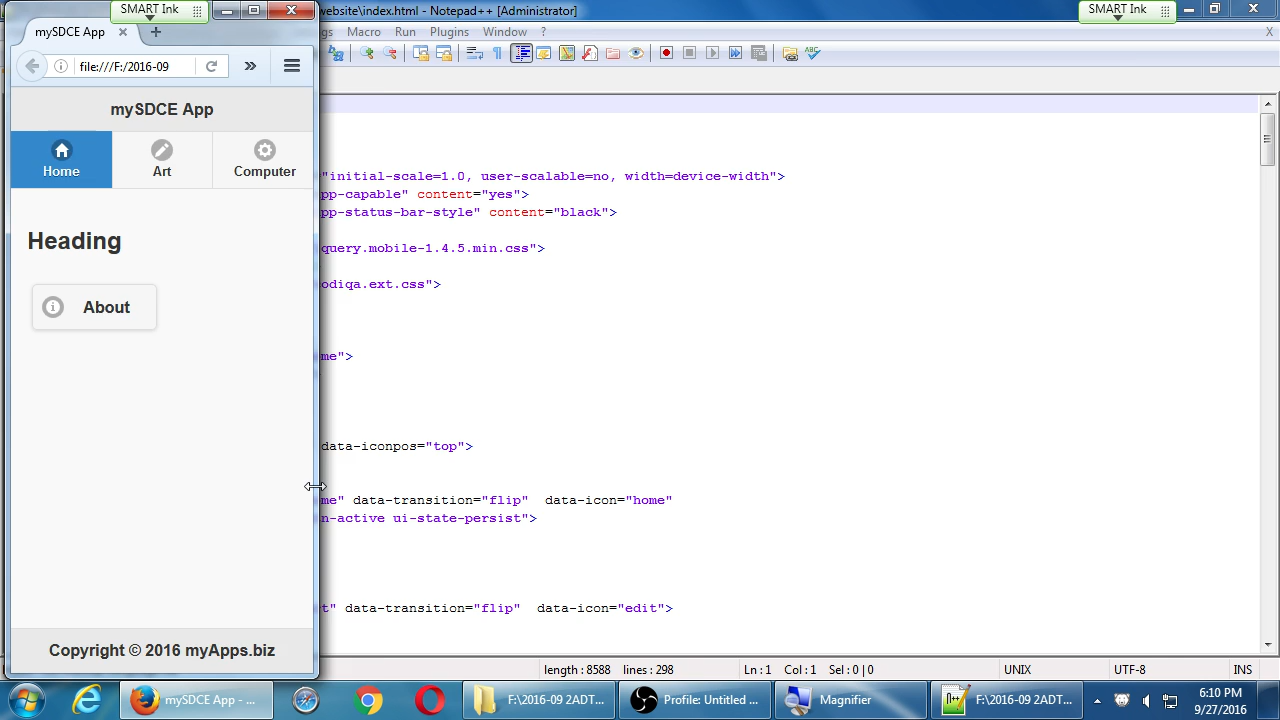 SMART Ink
website\index.html - Notepad++ [Administrator]
SMART Ink
mySDCE App
Macro Run Plugins Window ? X
file:///F:/2016-09
mySDCE App
Home
Art
Computer
Heading
About
Copyright © 2016 myApps.biz
"initial-scale=1.0, user-scalable=no, width=device-width">
pp-capable" content="yes">
pp-status-bar-style" content="black">
query.mobile-1.4.5.min.css">
odiqa.ext.css">
me">
data-iconpos="top">
me" data-transition="flip" data-icon="home"
n-active ui-state-persist">
t" data-transition="flip" data-icon="edit">
length : 8588 lines : 298 Ln : 1 Col : 1 Sel : 0 | 0 UNIX UTF-8 INS
mySDCE App - ...
F:\2016-09 2ADT...
Profile: Untitled ...
Magnifier
F:\2016-09 2ADT...
6:10 PM
9/27/2016